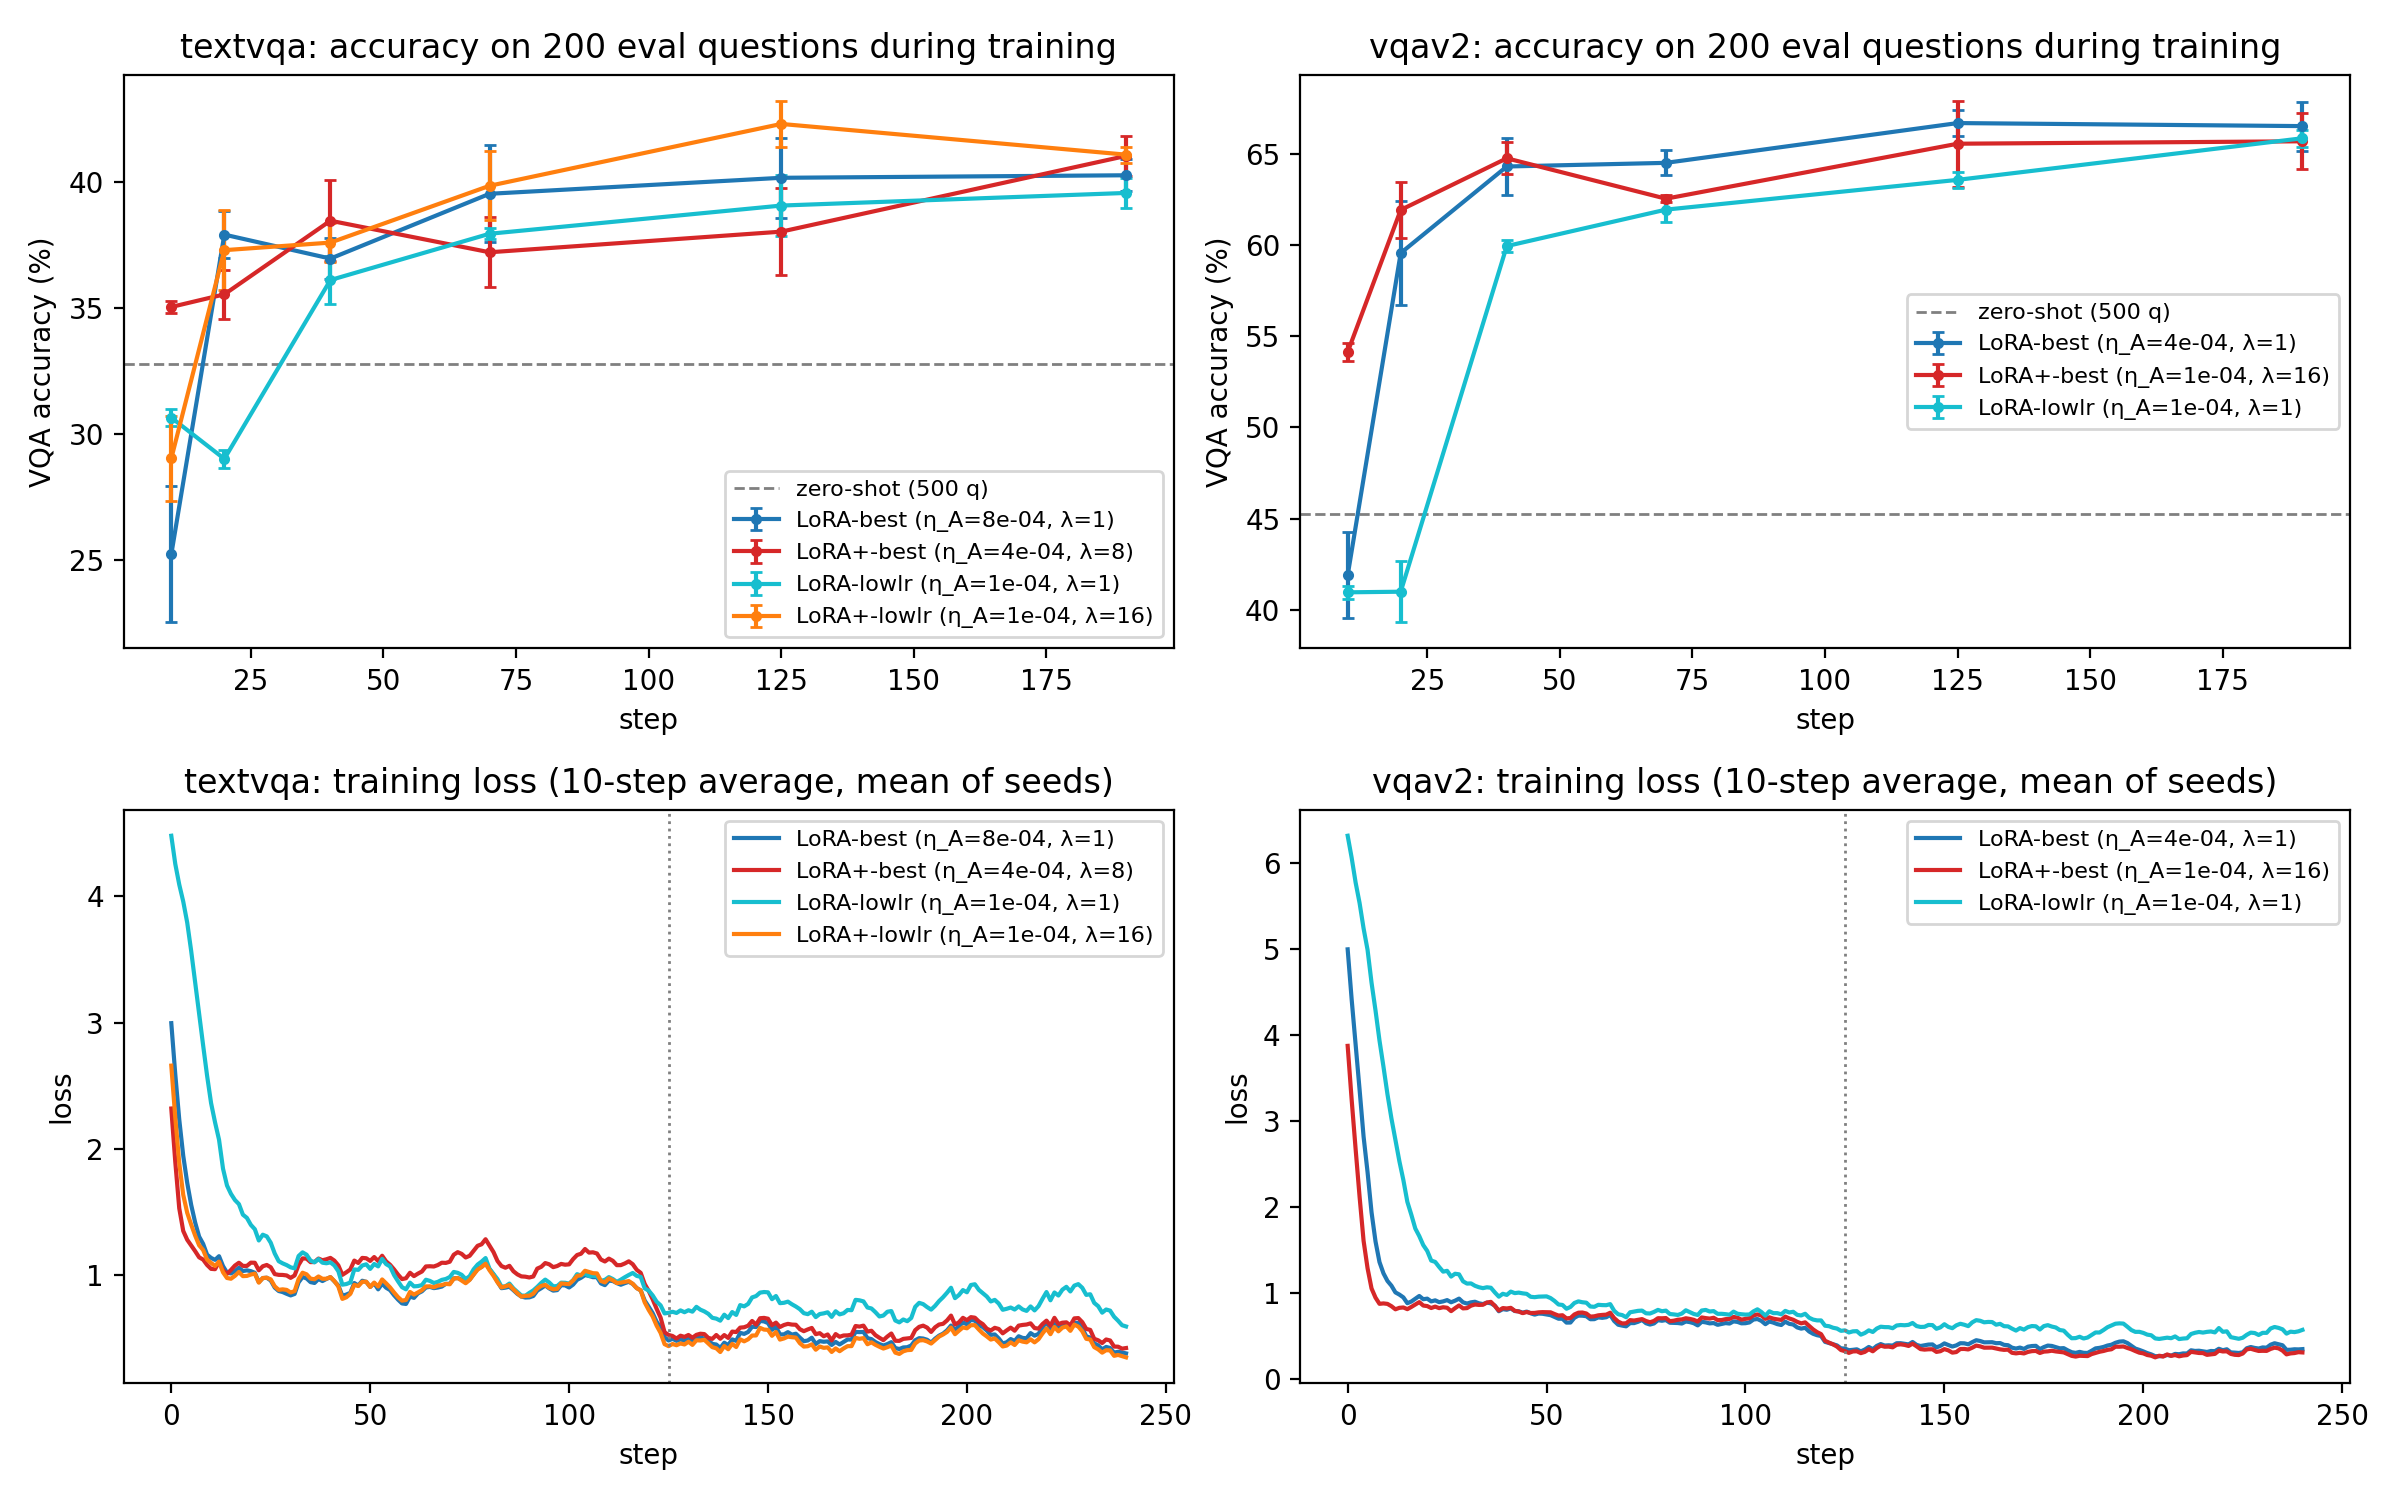 textvqa: accuracy on 200 eval questions during training
VQA accuracy (%)
40
35
30
25
zero-shot (500 q)
LoRA-best (η_A=8e-04, λ=1)
LoRA+-best (η_A=4e-04, λ=8)
LoRA-lowlr (η_A=1e-04, λ=1)
LoRA+-lowlr (η_A=1e-04, λ=16)
25 50 75 100 125 150 175
step
vqav2: accuracy on 200 eval questions during training
VQA accuracy (%)
65
60
55
50
45
40
zero-shot (500 q)
LoRA-best (η_A=4e-04, λ=1)
LoRA+-best (η_A=1e-04, λ=16)
LoRA-lowlr (η_A=1e-04, λ=1)
25 50 75 100 125 150 175
step
textvqa: training loss (10-step average, mean of seeds)
loss
4
3
2
1
LoRA-best (η_A=8e-04, λ=1)
LoRA+-best (η_A=4e-04, λ=8)
LoRA-lowlr (η_A=1e-04, λ=1)
LoRA+-lowlr (η_A=1e-04, λ=16)
0 50 100 150 200 250
step
vqav2: training loss (10-step average, mean of seeds)
loss
6
5
4
3
2
1
0
LoRA-best (η_A=4e-04, λ=1)
LoRA+-best (η_A=1e-04, λ=16)
LoRA-lowlr (η_A=1e-04, λ=1)
0 50 100 150 200 250
step